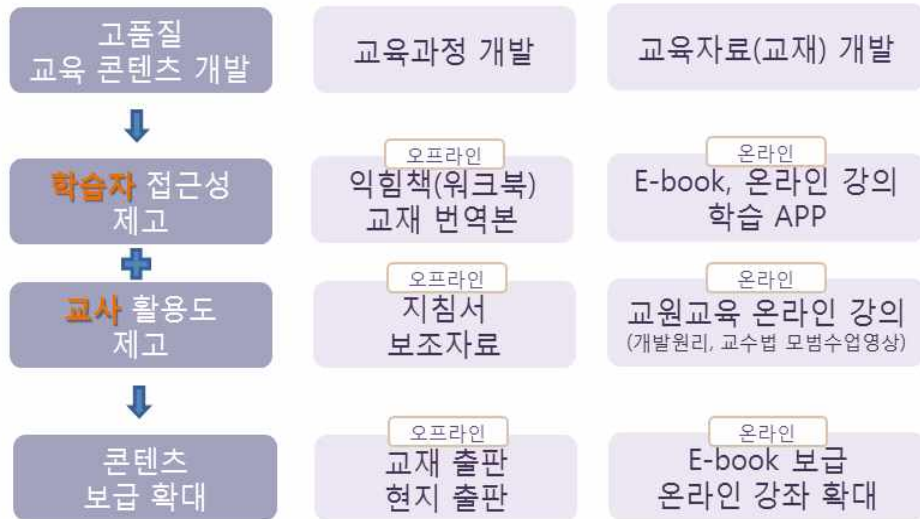 고품질
교육 콘텐츠 개발
교육과정 개발
교육자료(교재) 개발
학습자 접근성
제고
오프라인
익힘책(워크북)
교재 번역본
온라인
E-book, 온라인 강의
학습 APP
교사 활용도
제고
오프라인
지침서
보조자료
온라인
교원교육 온라인 강의
(개발원리, 교수법 모범수업영상)
콘텐츠
보급 확대
오프라인
교재 출판
현지 출판
온라인
E-book 보급
온라인 강좌 확대